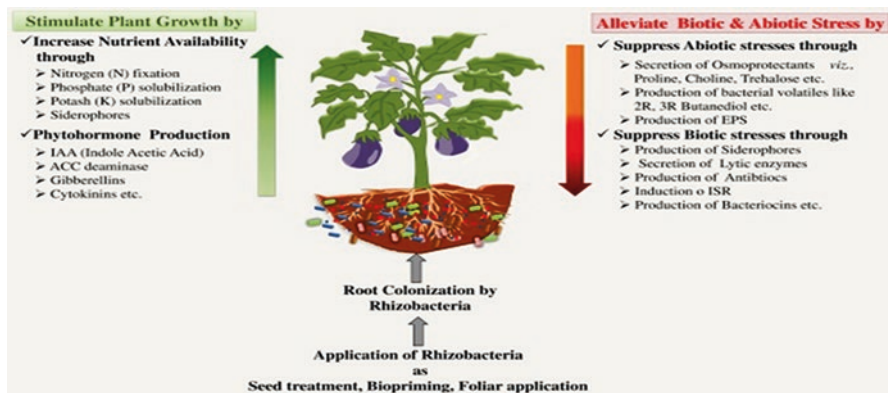 Stimulate Plant Growth by
✓Increase Nutrient Availability
through
➢ Nitrogen (N) fixation
➢ Phosphate (P) solubilization
➢ Potash (K) solubilization
➢ Siderophores
✓Phytohormone Production
➢ IAA (Indole Acetic Acid)
➢ ACC deaminase
➢ Gibberellins
➢ Cytokinins etc.
Alleviate Biotic & Abiotic Stress by
✓Suppress Abiotic stresses through
➢ Secretion of Osmoprotectants viz.,
Proline, Choline, Trehalose etc.
➢ Production of bacterial volatiles like
2R, 3R Butanediol etc.
➢ Production of EPS
✓Suppress Biotic stresses through
➢ Production of Siderophores
➢ Secretion of Lytic enzymes
➢ Production of Antibtiocs
➢ Induction o ISR
➢ Production of Bacteriocins etc.
Root Colonization by
Rhizobacteria
Application of Rhizobacteria
as
Seed treatment, Biopriming, Foliar application